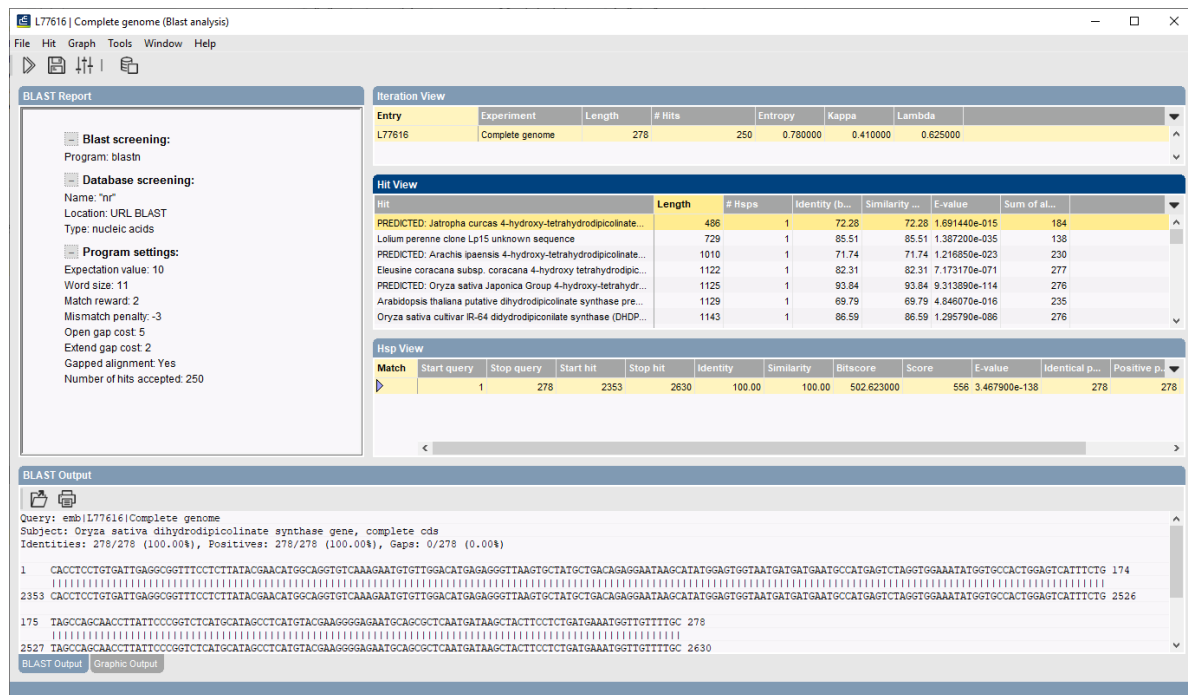 L77616 | Complete genome (Blast analysis)
File Hit Graph Tools Window Help
BLAST Report
Blast screening:
Program: blastn
Database screening:
Name: "nr"
Location: URL BLAST
Type: nucleic acids
Program settings:
Expectation value: 10
Word size: 11
Match reward: 2
Mismatch penalty: -3
Open gap cost: 5
Extend gap cost: 2
Gapped alignment: Yes
Number of hits accepted: 250
Iteration View
Entry Experiment Length # Hits Entropy Kappa Lambda
L77616 Complete genome 278 250 0.780000 0.410000 0.625000
Hit View
Hit Length # Hsps Identity (b... Similarity ... E-value Sum of al...
PREDICTED: Jatropha curcas 4-hydroxy-tetrahydrodipicolinate... 486 1 72.28 72.28 1.691440e-015 184
Lolium perenne clone Lp15 unknown sequence 729 1 85.51 85.51 1.387200e-035 138
PREDICTED: Arachis ipaensis 4-hydroxy-tetrahydrodipicolinate... 1010 1 71.74 71.74 1.216850e-023 230
Eleusine coracana subsp. coracana 4-hydroxy tetrahydrodipic... 1122 1 82.31 82.31 7.173170e-071 277
PREDICTED: Oryza sativa Japonica Group 4-hydroxy-tetrahydr... 1125 1 93.84 93.84 9.313890e-114 276
Arabidopsis thaliana putative dihydrodipicolinate synthase pre... 1129 1 69.79 69.79 4.846070e-016 235
Oryza sativa cultivar IR-64 didydrodipiconilate synthase (DHDP... 1143 1 86.59 86.59 1.295790e-086 276
Hsp View
Match Start query Stop query Start hit Stop hit Identity Similarity Bitscore Score E-value Identical p... Positive p...
1 278 2353 2630 100.00 100.00 502.623000 556 3.467900e-138 278 278
BLAST Output
Query: emb|L77616|Complete genome
Subject: Oryza sativa dihydrodipicolinate synthase gene, complete cds
Identities: 278/278 (100.00%), Positives: 278/278 (100.00%), Gaps: 0/278 (0.00%)
1 CACCTCCTGTGATTGAGGCGGTTTCCTCTTATACGAACATGGCAGGTGTCAAAGAATGTGTTGGACATGAGAGGGTTAAGTGCTATGCTGACAGAGGAATAAGCATATGGAGTGGTAATGATGATGAATGCCATGAGTCTAGGTGGAAATATGGTGCCACTGGAGTCATTTCTG 174
2353 CACCTCCTGTGATTGAGGCGGTTTCCTCTTATACGAACATGGCAGGTGTCAAAGAATGTGTTGGACATGAGAGGGTTAAGTGCTATGCTGACAGAGGAATAAGCATATGGAGTGGTAATGATGATGAATGCCATGAGTCTAGGTGGAAATATGGTGCCACTGGAGTCATTTCTG 2526
175 TAGCCAGCAACCTTATTCCCGGTCTCATGCATAGCCTCATGTACGAAGGGGAGAATGCAGCGCTCAATGATAAGCTACTTCCTCTGATGAAATGGTTGTTTTGC 278
2527 TAGCCAGCAACCTTATTCCCGGTCTCATGCATAGCCTCATGTACGAAGGGGAGAATGCAGCGCTCAATGATAAGCTACTTCCTCTGATGAAATGGTTGTTTTGC 2630
BLAST Output Graphic Output